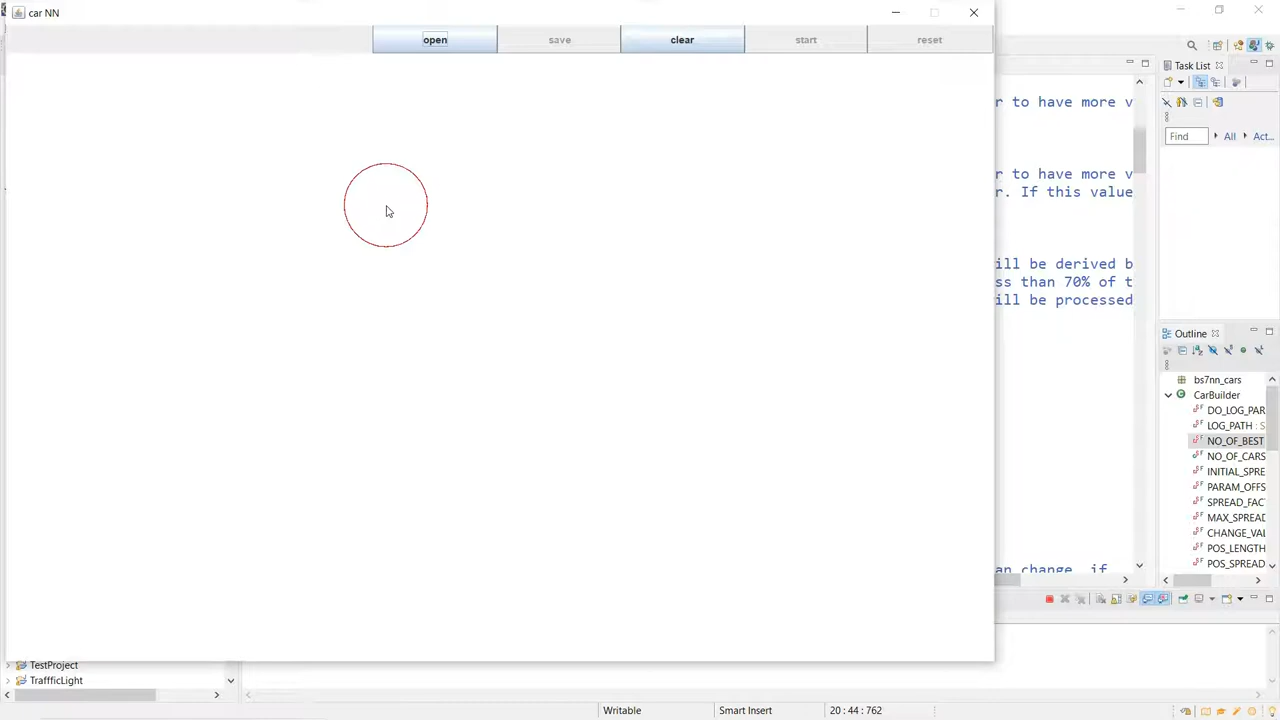 car NN
open
save
clear
start
reset
Task List
r to have more v
Find
All
Act...
r to have more v
r. If this value
ill be derived b
ss than 70% of t
ill be processed
Outline
bs7nn_cars
CarBuilder
DO_LOG_PAR
LOG_PATH : S
NO_OF_BEST
NO_OF_CARS
INITIAL_SPRE
PARAM_OFFS
SPREAD_FAC
MAX_SPREAD
CHANGE_VAL
POS_LENGTH
POS_SPREAD
an change, if
TestProject
TraffficLight
Writable
Smart Insert
20 : 44 : 762